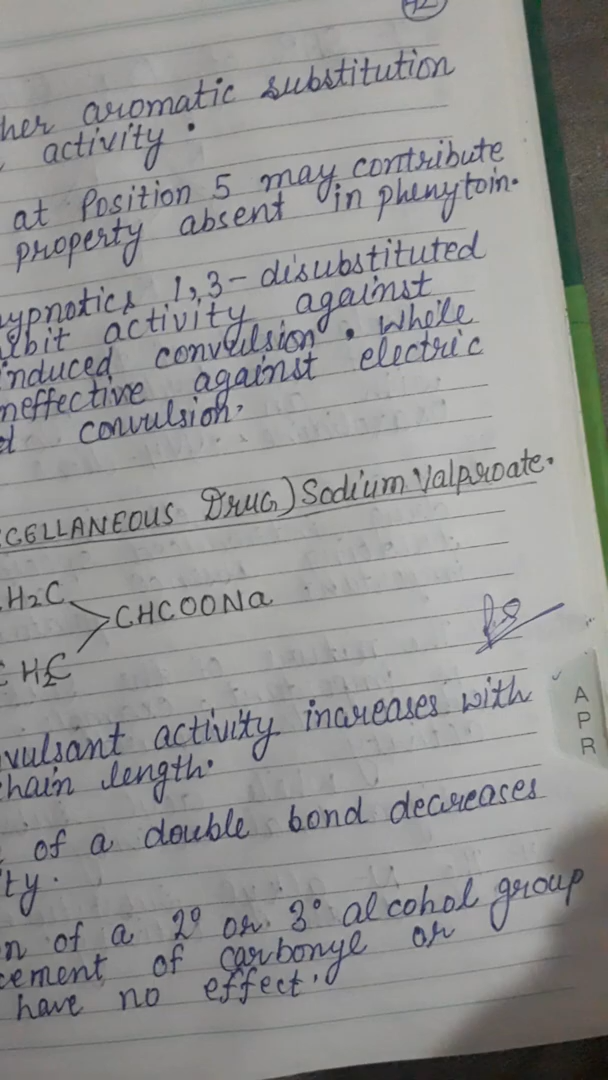 her aromatic substitution
activity.
at Position 5 may contribute
property absent in phenytoin.
ypnotics 1,3-disubstituted
ibit activity against
induced convulsion. While
neffective against electric
d convulsion.
CELLANEOUS DRUG) Sodium Valproate.
H2C
CHCOONa
CH2C
vulsant activity increases with
hain length.
of a double bond decreases
ty.
n of a 2° or 3° alcohol group
cement of carbonyl or
have no effect.
A
P
R